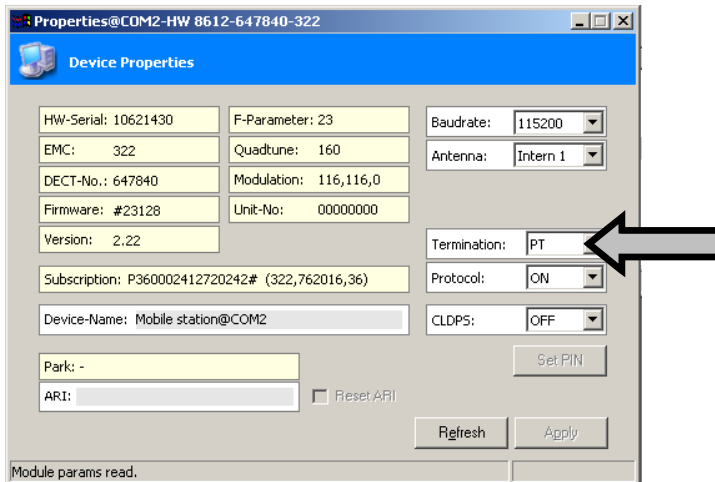 Properties@COM2-HW 8612-647840-322
Device Properties
HW-Serial: 10621430
F-Parameter: 23
Baudrate: 115200
EMC: 322
Quadtune: 160
Antenna: Intern 1
DECT-No.: 647840
Modulation: 116,116,0
Firmware: #23128
Unit-No: 00000000
Version: 2.22
Termination: PT
Subscription: P360002412720242# (322,762016,36)
Protocol: ON
Device-Name: Mobile station@COM2
CLDPS: OFF
Park: -
Set PIN
ARI:
Reset ARI
Refresh
Apply
Module params read.